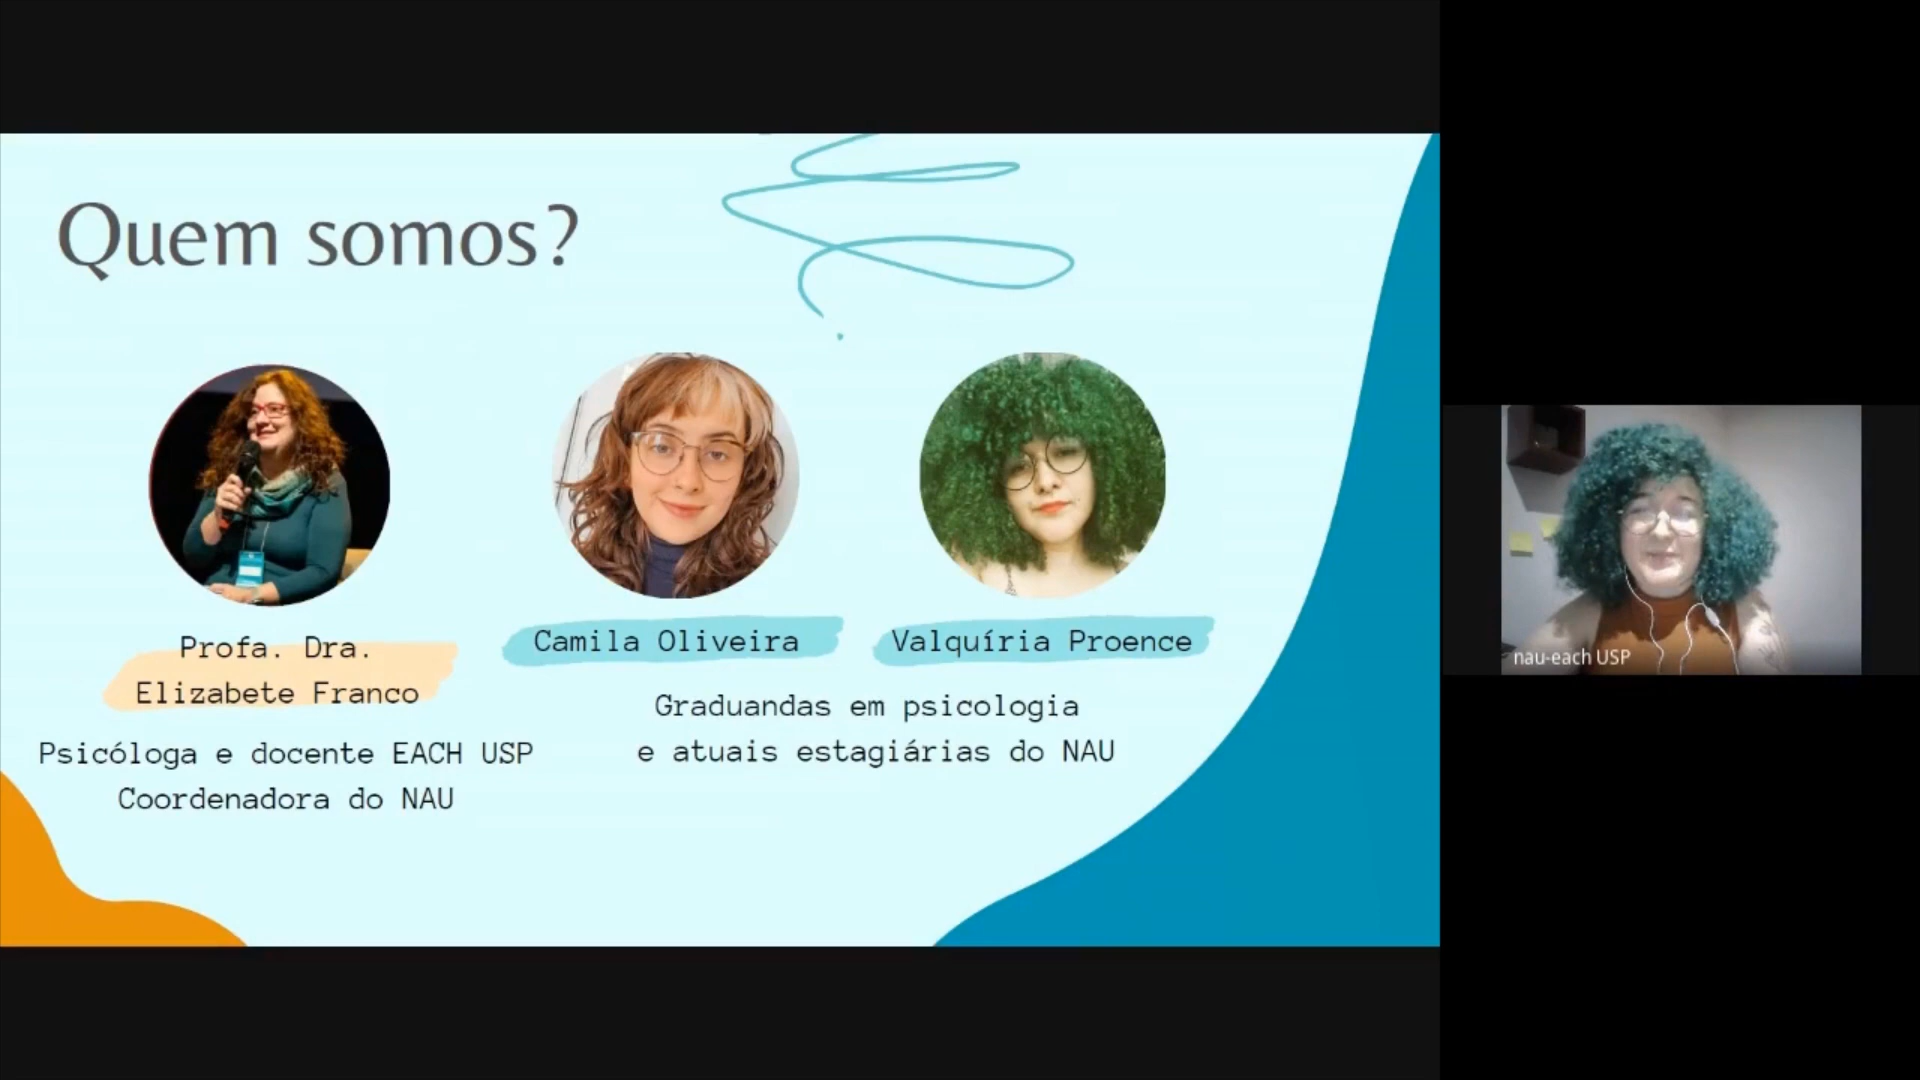 Quem somos?
Profa. Dra.
Elizabete Franco
Psicóloga e docente EACH USP
Coordenadora do NAU
Camila Oliveira
Valquíria Proence
Graduandas em psicologia
e atuais estagiárias do NAU
nau-each USP